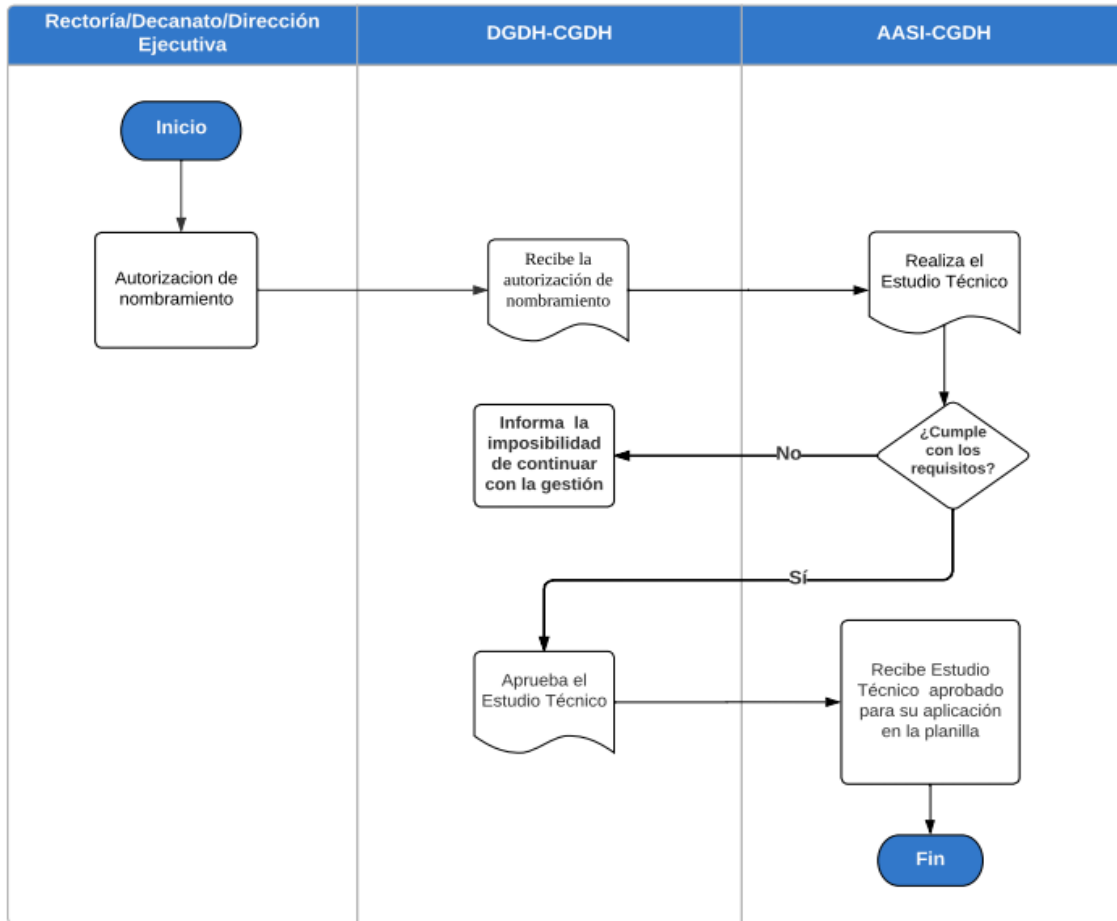 Rectoría/Decanato/Dirección
Ejecutiva
DGDH-CGDH
AASI-CGDH
Inicio
Autorizacion de
nombramiento
Recibe la
autorización de
nombramiento
Realiza el
Estudio Técnico
¿Cumple
con los
requisitos?
No
Informa la
imposibilidad
de continuar
con la gestión
Sí
Aprueba el
Estudio Técnico
Recibe Estudio
Técnico aprobado
para su aplicación
en la planilla
Fin